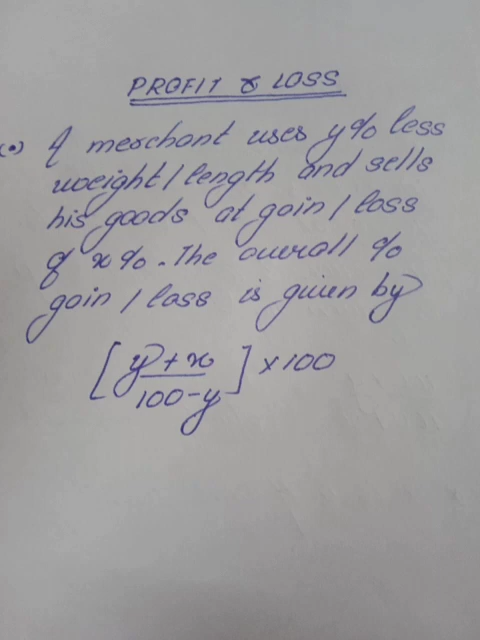 PROFIT & LOSS
(•) A merchant uses y% less
weight / length and sells
his goods at gain / loss
of x%. The overall %
gain / loss is given by
[ y + x / 100 - y ] × 100